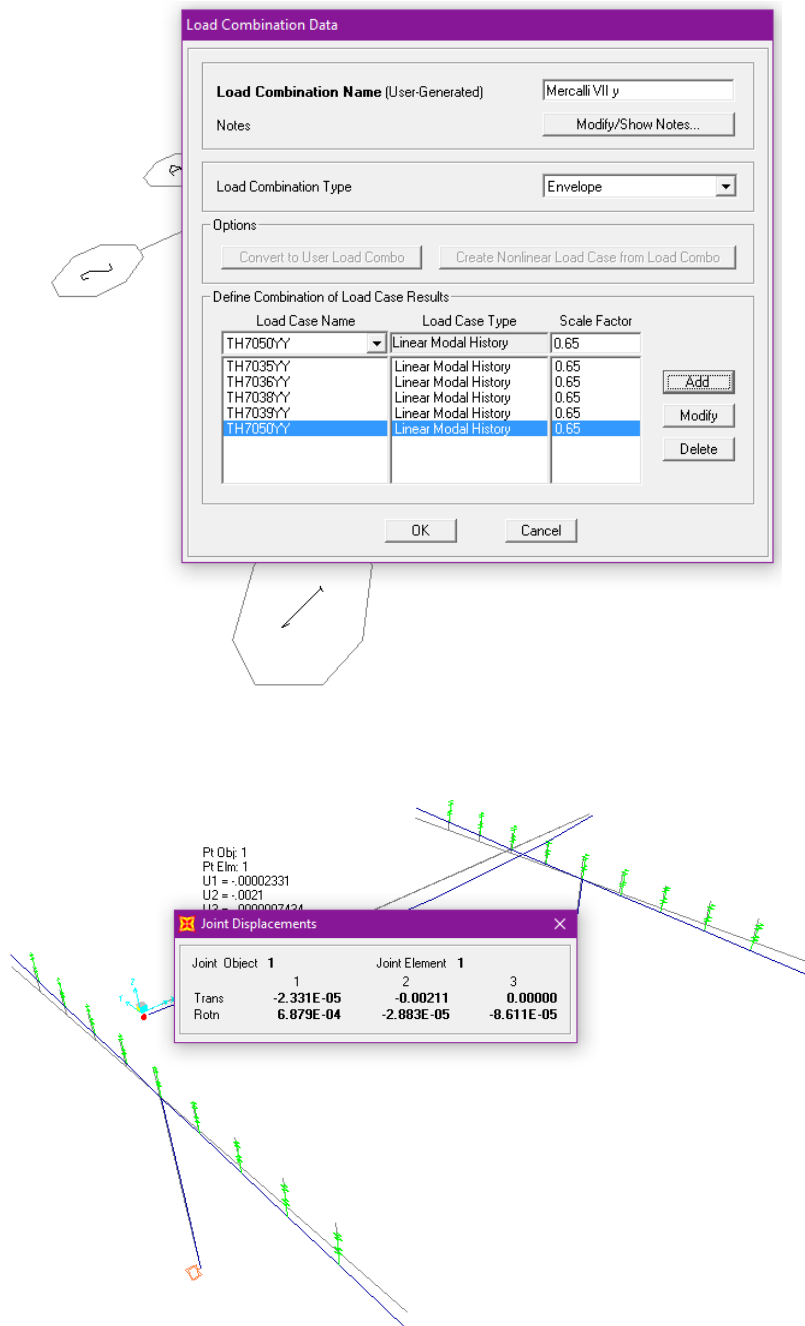 Load Combination Data
Load Combination Name (User-Generated) Mercalli VII y
Notes Modify/Show Notes...
Load Combination Type Envelope
Options
Convert to User Load Combo Create Nonlinear Load Case from Load Combo
Define Combination of Load Case Results
Load Case Name Load Case Type Scale Factor
TH7050YY Linear Modal History 0.65
TH7035YY Linear Modal History 0.65
TH7036YY Linear Modal History 0.65
TH7038YY Linear Modal History 0.65
TH7039YY Linear Modal History 0.65
TH7050YY Linear Modal History 0.65
Add
Modify
Delete
OK Cancel
Pt Obj: 1
Pt Elm: 1
U1 = -.00002331
U2 = -.0021
U3 = -.0000007434
Joint Displacements
Joint Object 1 Joint Element 1
1 2 3
Trans -2.331E-05 -0.00211 0.00000
Rotn 6.879E-04 -2.883E-05 -8.611E-05